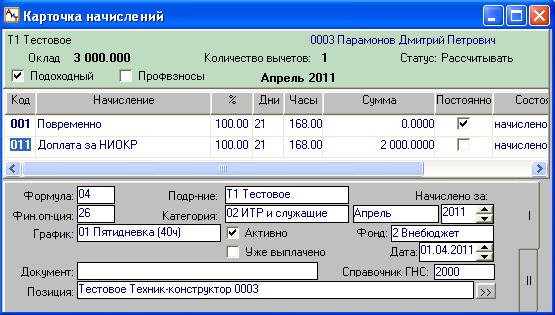 Карточка начислений
Т1 Тестовое 0003 Парамонов Дмитрий Петрович
Оклад 3 000.000 Количество вычетов: 1 Статус: Рассчитывать
Подоходный Профвзносы Апрель 2011
Код Начисление % Дни Часы Сумма Постоянно Состоя
001 Повременно 100.00 21 168.00 0.0000 начислено
011 Доплата за НИОКР 100.00 21 168.00 2 000.0000 начислено
Формула: 04 Подр-ние: Т1 Тестовое Начислено за:
Фин.оп-ция: 26 Категория: 02 ИТР и служащие Апрель 2011
График: 01 Пятидневка (40ч) Активно Фонд: 2 Внебюджет
Уже выплачено Дата: 01.04.2011
Документ: Справочник ГНС: 2000
Позиция: Тестовое Техник-конструктор 0003 >>
I
II